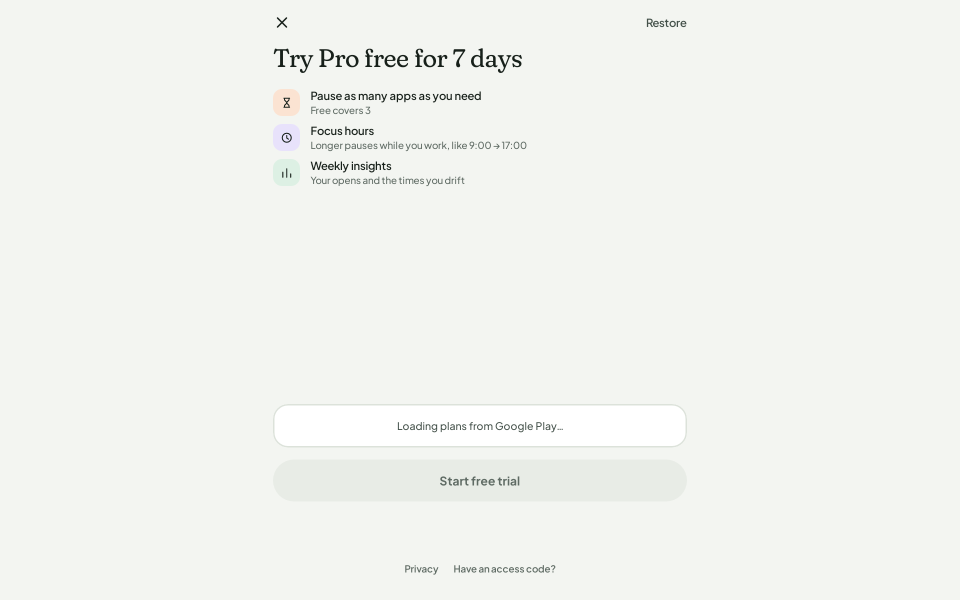 Restore
Try Pro free for 7 days
Pause as many apps as you need
Free covers 3
Focus hours
Longer pauses while you work, like 9:00 → 17:00
Weekly insights
Your opens and the times you drift
Loading plans from Google Play…
Start free trial
Privacy
Have an access code?